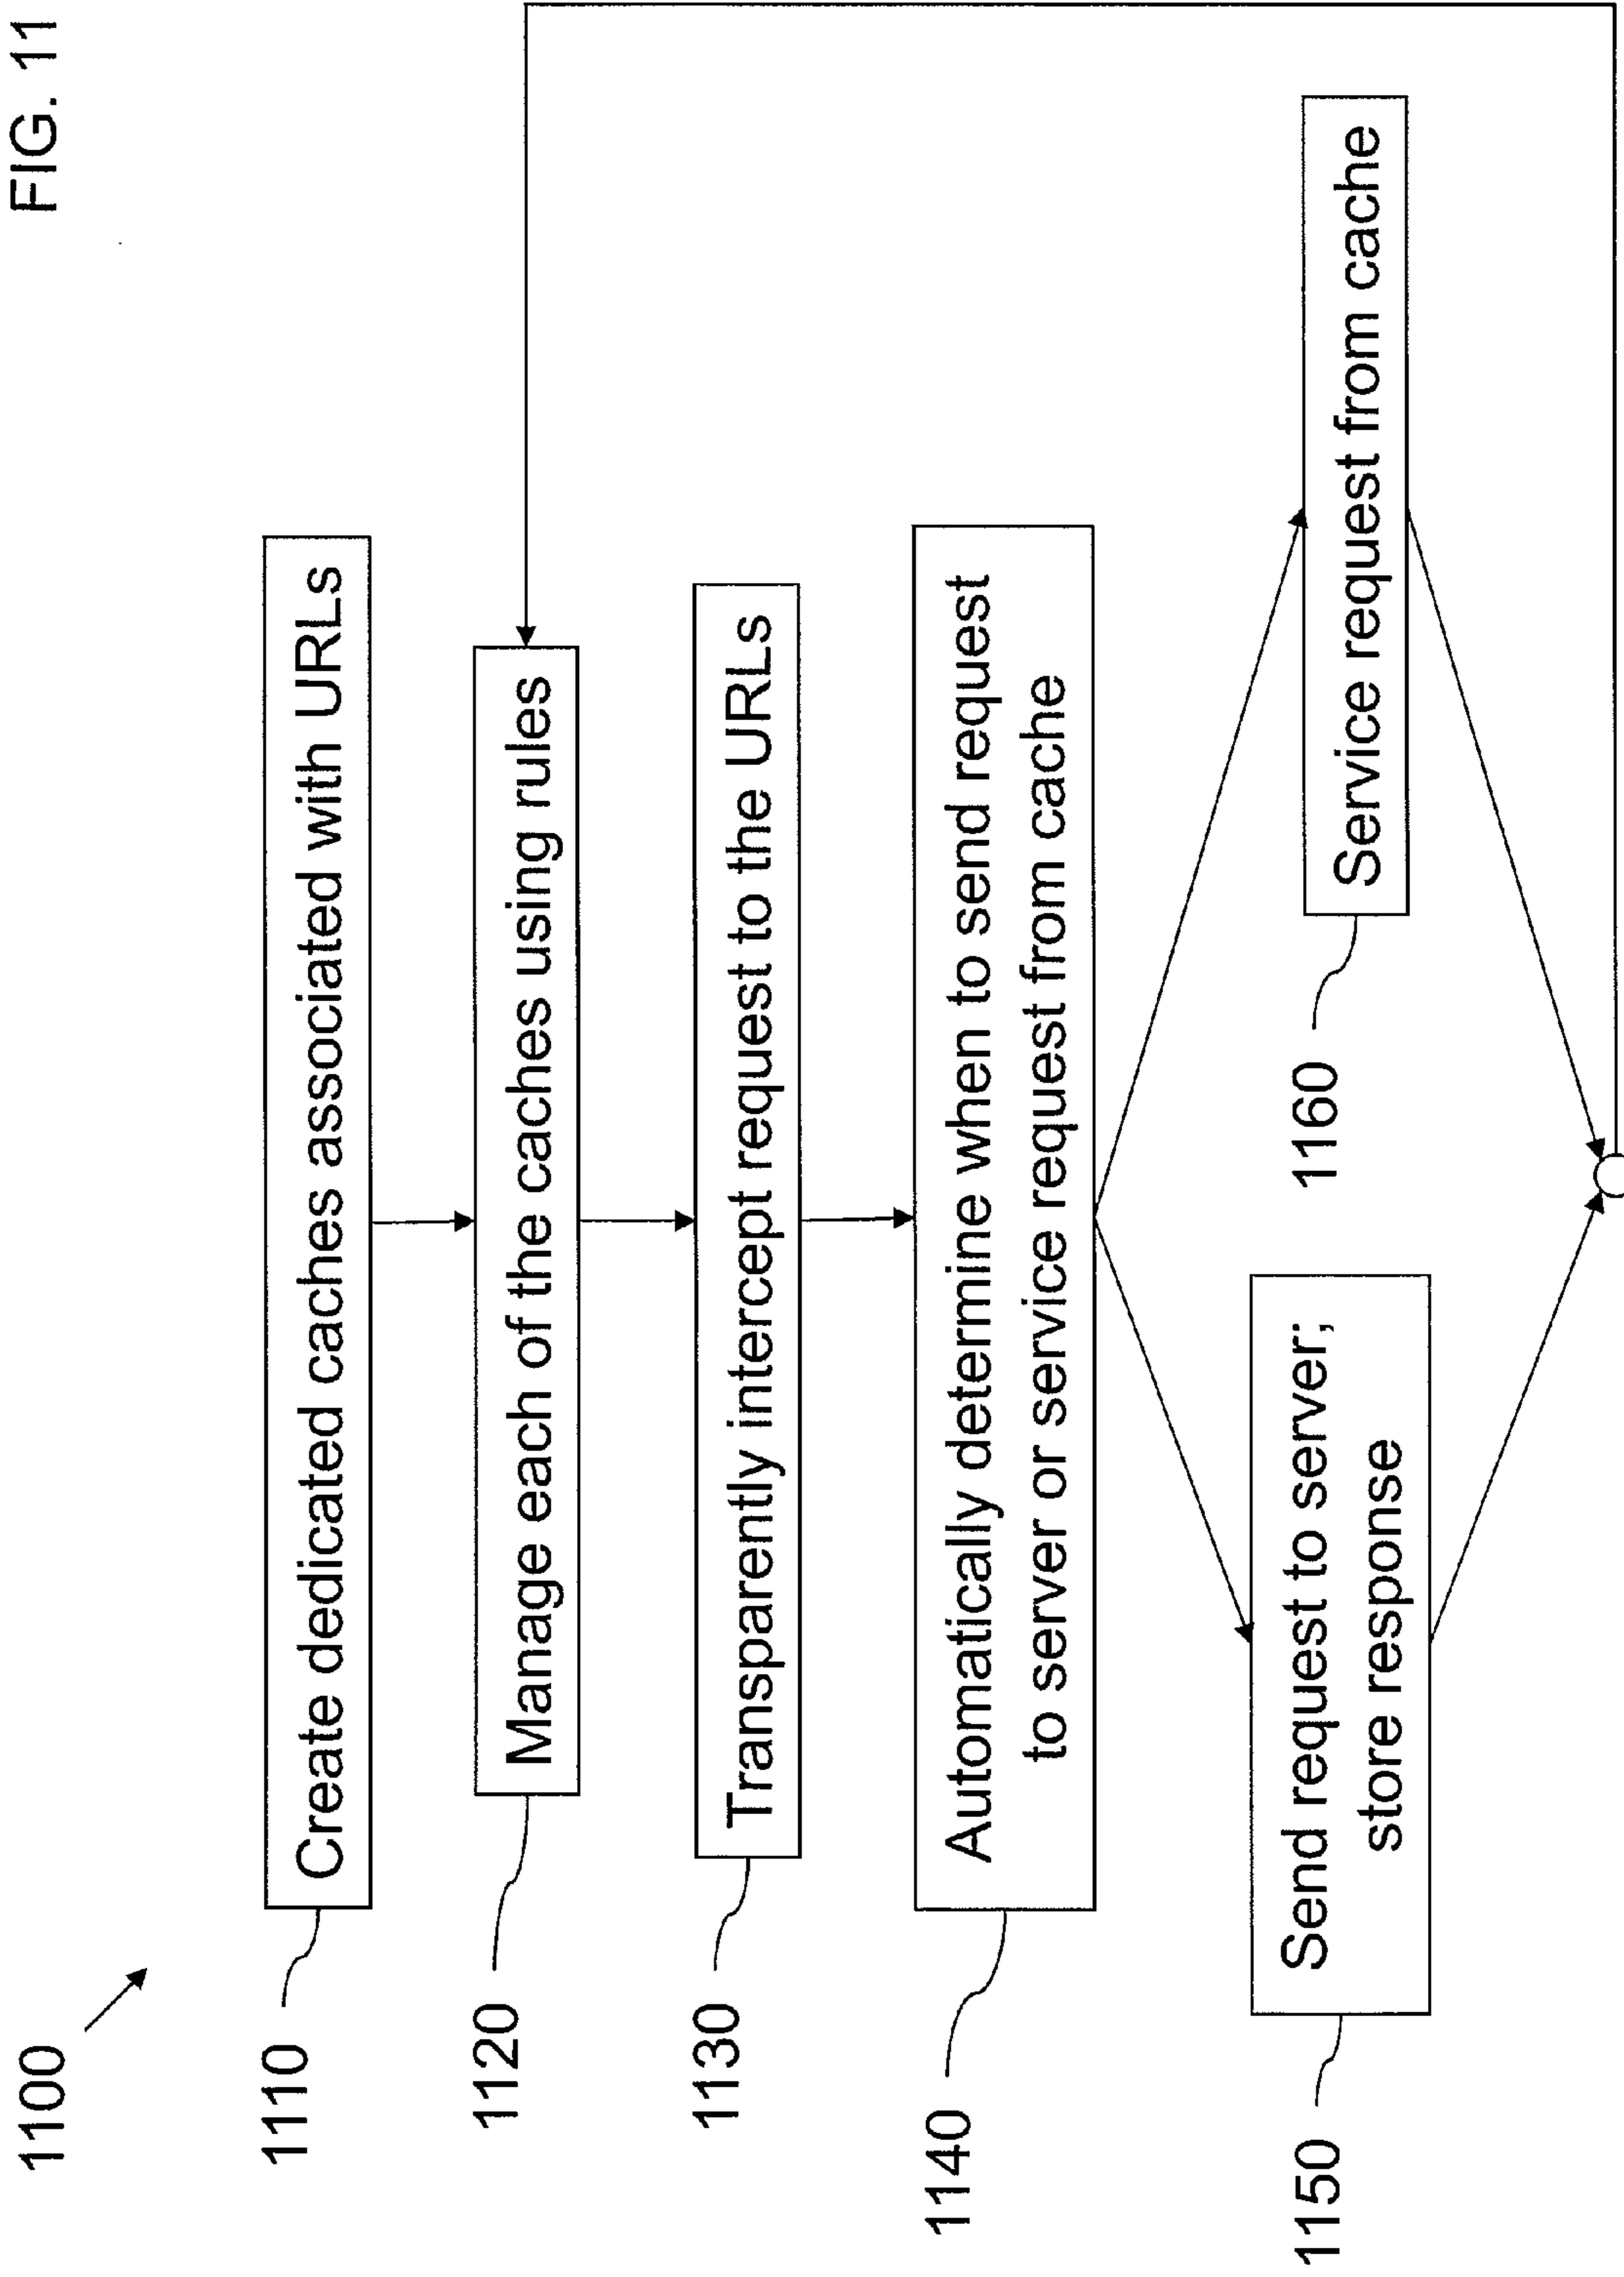 FIG. 11
1100
1110
Create dedicated caches associated with URLs
1120
Manage each of the caches using rules
1130
Transparently intercept request to the URLs
1140
Automatically determine when to send request
to server or service request from cache
1150
Send request to server;
store response
1160
Service request from cache